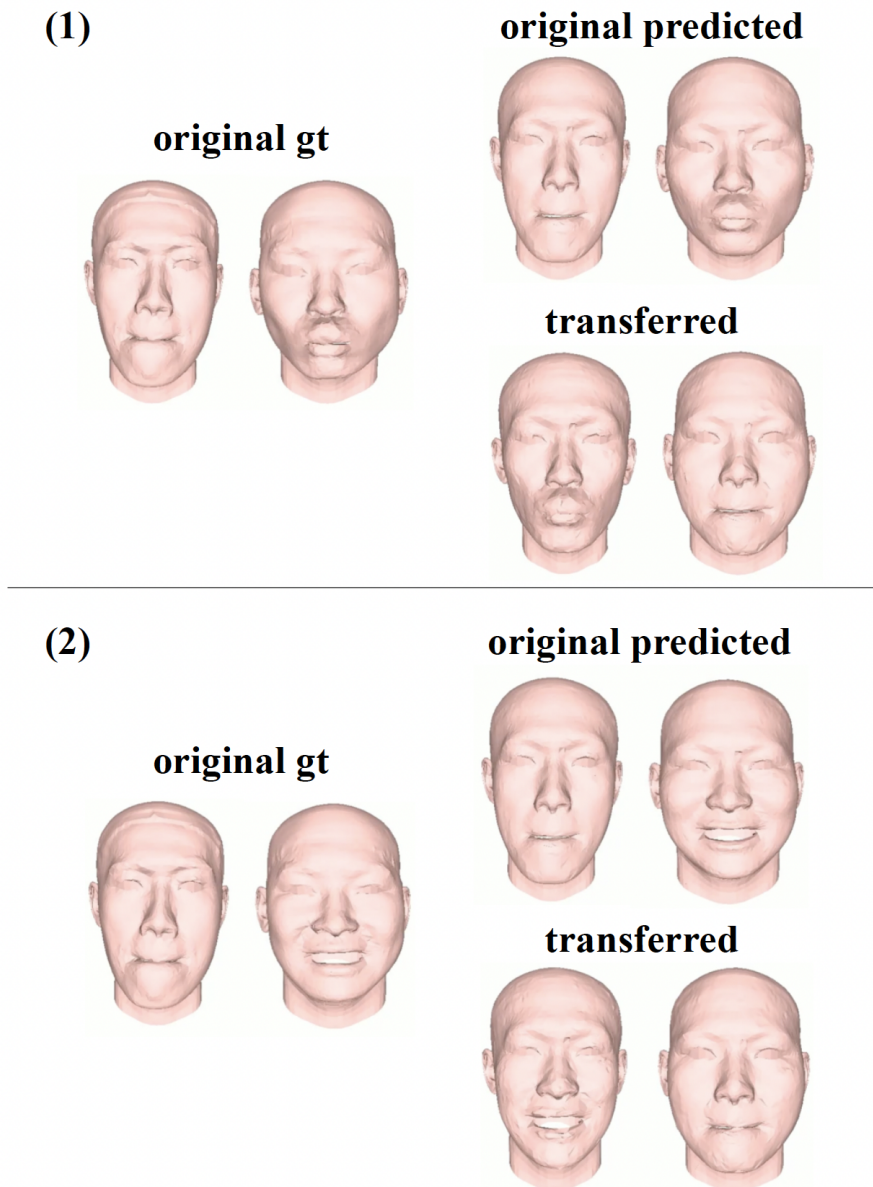 (1)
original predicted
original gt
transferred
(2)
original predicted
original gt
transferred